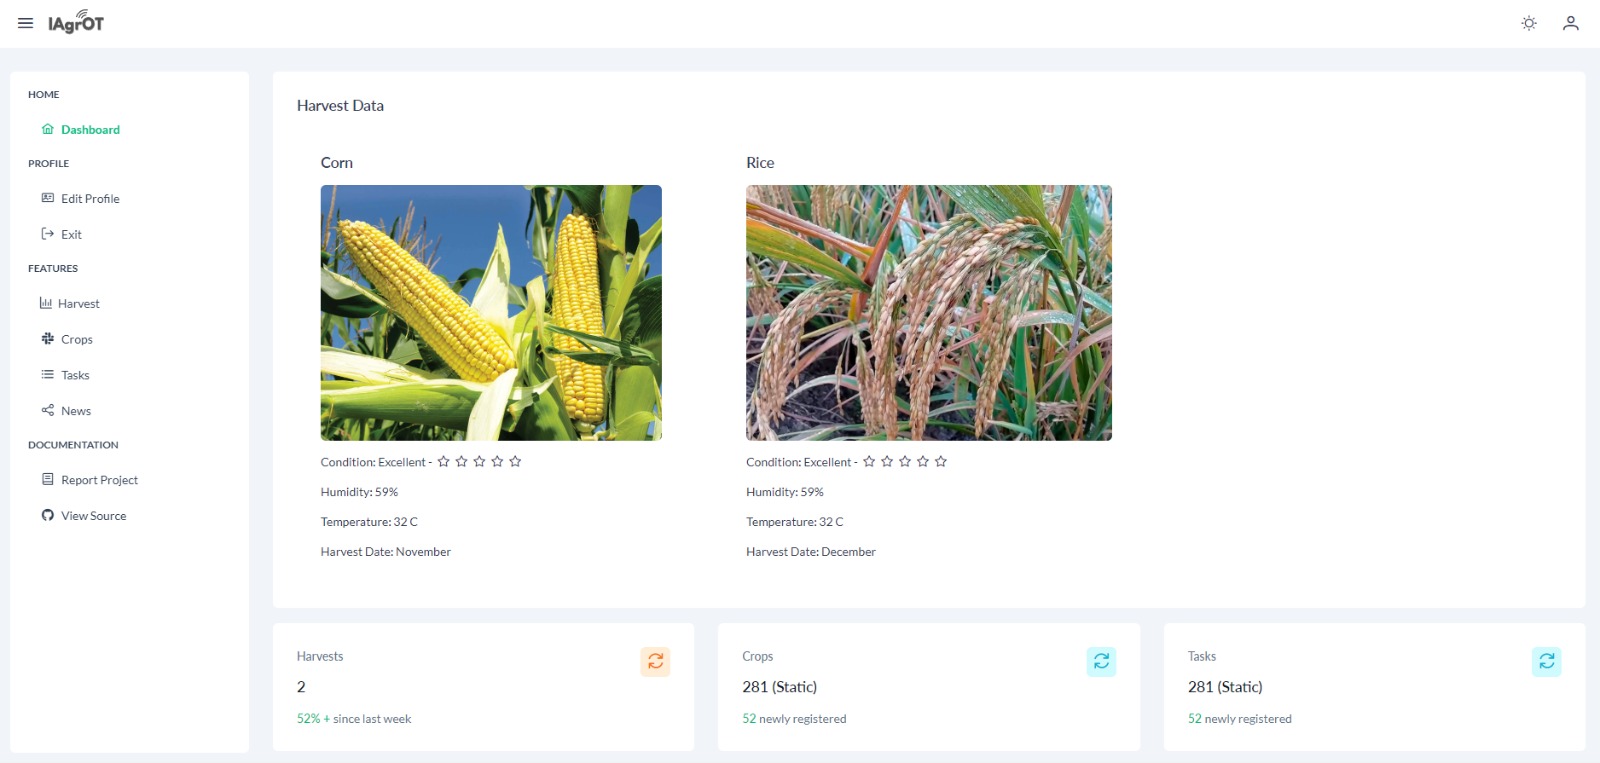 IAgrOT
HOME
Dashboard
PROFILE
Edit Profile
Exit
FEATURES
Harvest
Crops
Tasks
News
DOCUMENTATION
Report Project
View Source
Harvest Data
Corn
Condition: Excellent -
Humidity: 59%
Temperature: 32 C
Harvest Date: November
Rice
Condition: Excellent -
Humidity: 59%
Temperature: 32 C
Harvest Date: December
Harvests
2
52% + since last week
Crops
281 (Static)
52 newly registered
Tasks
281 (Static)
52 newly registered